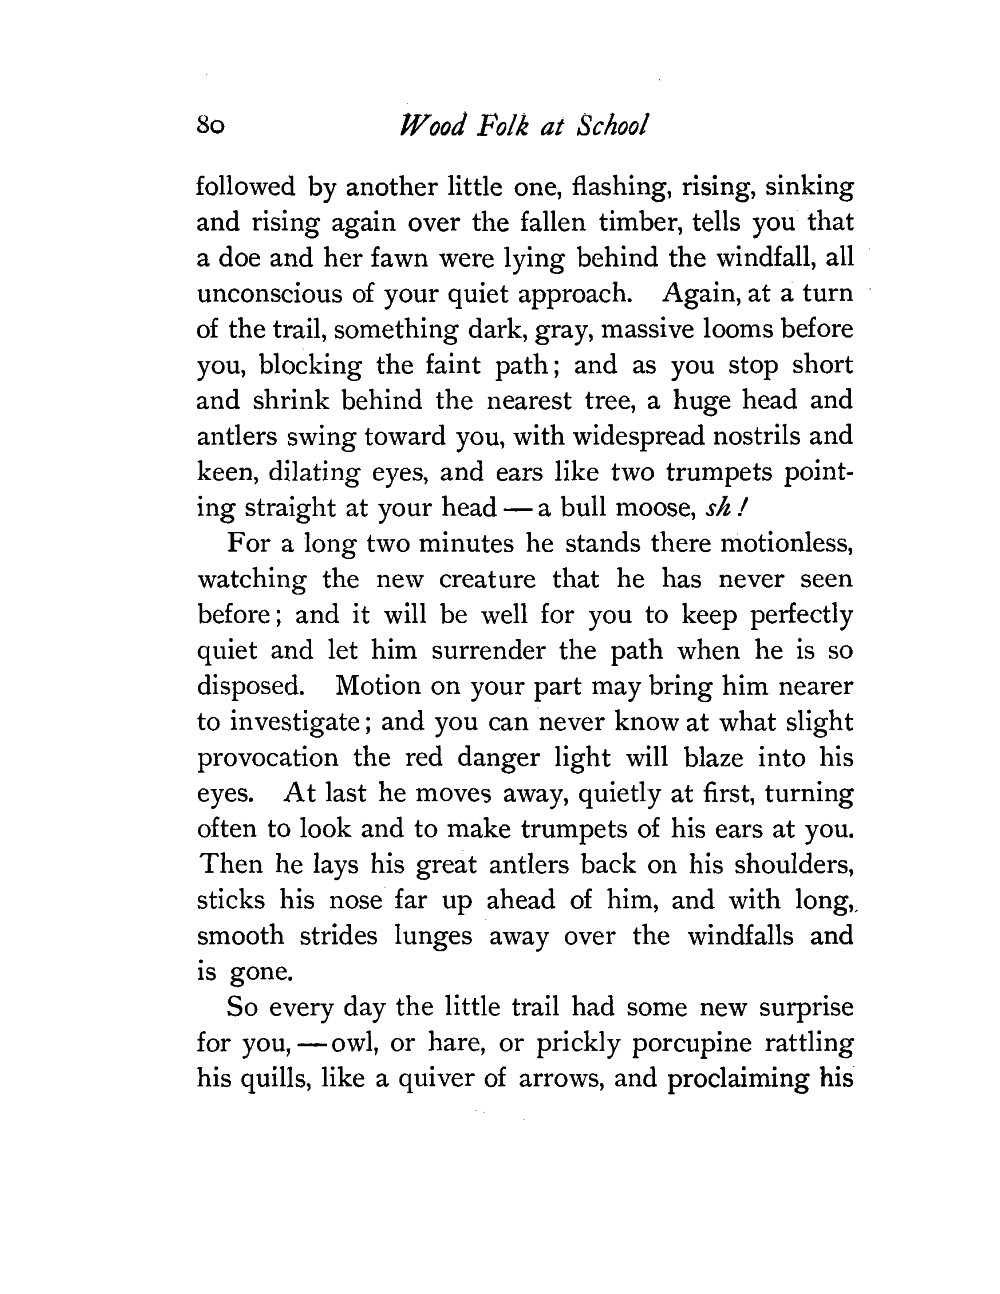 80 Wood Folk at School
followed by another little one, flashing, rising, sinking
and rising again over the fallen timber, tells you that
a doe and her fawn were lying behind the windfall, all
unconscious of your quiet approach. Again, at a turn
of the trail, something dark, gray, massive looms before
you, blocking the faint path; and as you stop short
and shrink behind the nearest tree, a huge head and
antlers swing toward you, with widespread nostrils and
keen, dilating eyes, and ears like two trumpets point-
ing straight at your head — a bull moose, sh!
For a long two minutes he stands there motionless,
watching the new creature that he has never seen
before; and it will be well for you to keep perfectly
quiet and let him surrender the path when he is so
disposed. Motion on your part may bring him nearer
to investigate; and you can never know at what slight
provocation the red danger light will blaze into his
eyes. At last he moves away, quietly at first, turning
often to look and to make trumpets of his ears at you.
Then he lays his great antlers back on his shoulders,
sticks his nose far up ahead of him, and with long,
smooth strides lunges away over the windfalls and
is gone.
So every day the little trail had some new surprise
for you, — owl, or hare, or prickly porcupine rattling
his quills, like a quiver of arrows, and proclaiming his